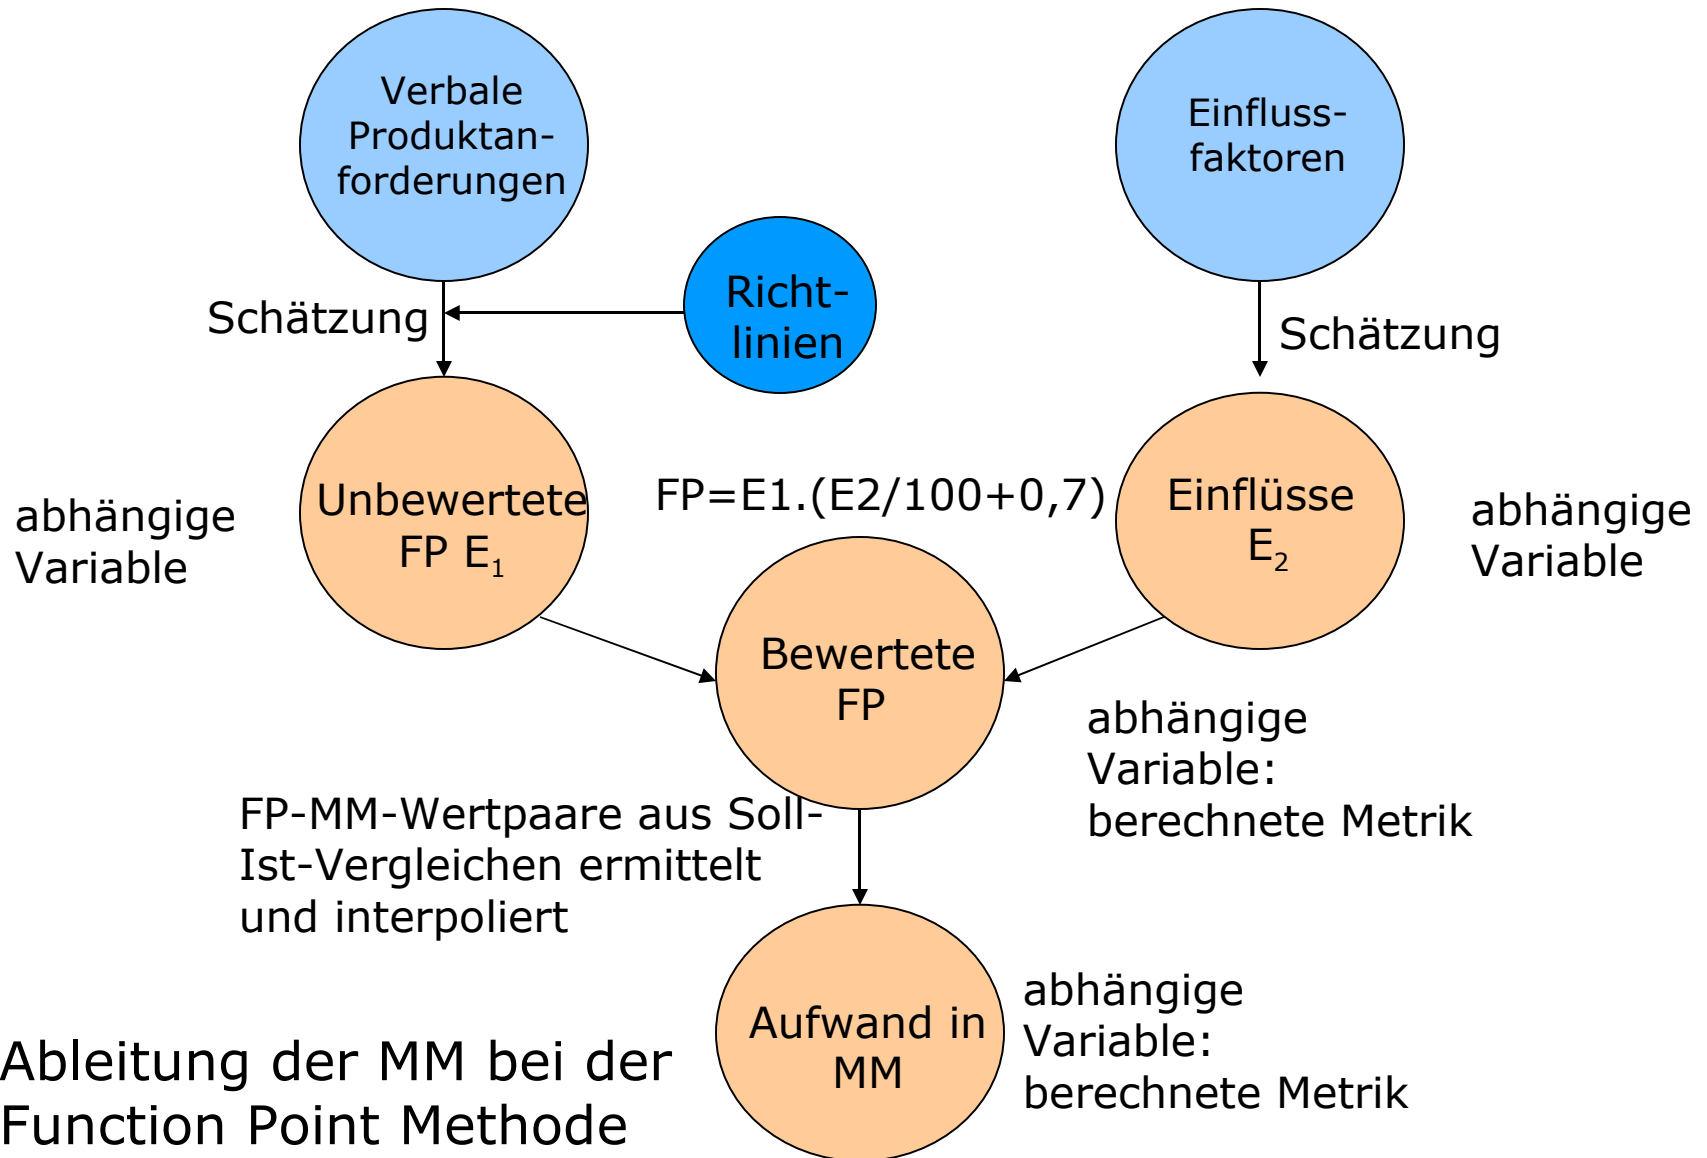 Verbale
Produktan-
forderungen
Einfluss-
faktoren
Richt-
linien
Schätzung
Schätzung
abhängige
Variable
Unbewertete
FP E₁
FP=E1.(E2/100+0,7)
Einflüsse
E₂
abhängige
Variable
Bewertete
FP
abhängige
Variable:
berechnete Metrik
FP-MM-Wertpaare aus Soll-
Ist-Vergleichen ermittelt
und interpoliert
Aufwand in
MM
abhängige
Variable:
berechnete Metrik
Ableitung der MM bei der
Function Point Methode